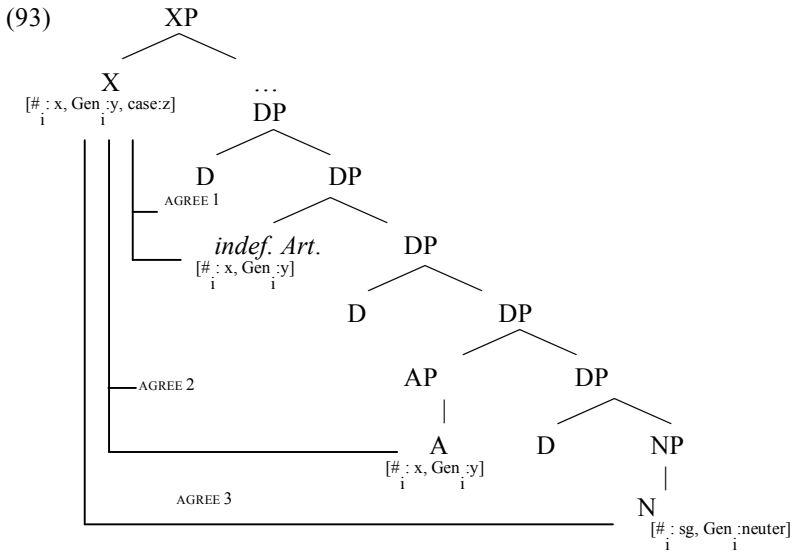 (93)
XP
X
[#i: x, Geni:y, case:z]
…
DP
D DP
AGREE 1
indef. Art.
[#i: x, Geni:y]
DP
D DP
AGREE 2
AP DP
A
[#i: x, Geni:y]
D NP
AGREE 3
N
[#i: sg, Geni:neuter]